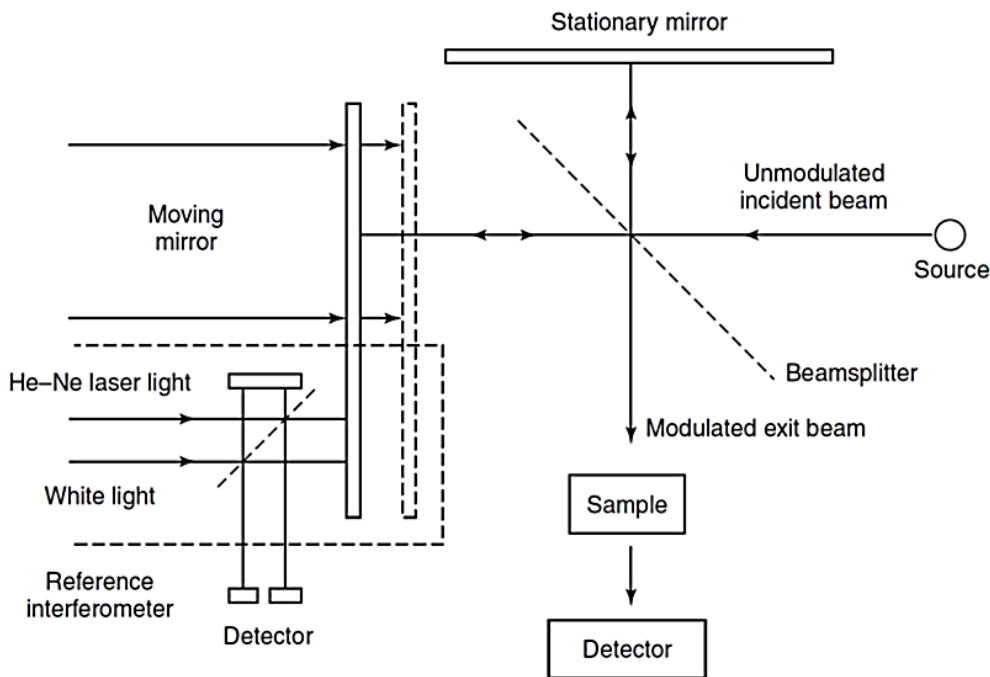 Stationary mirror
Unmodulated
incident beam
Moving
mirror
Source
He–Ne laser light
Beamsplitter
Modulated exit beam
White light
Sample
Reference
interferometer
Detector
Detector